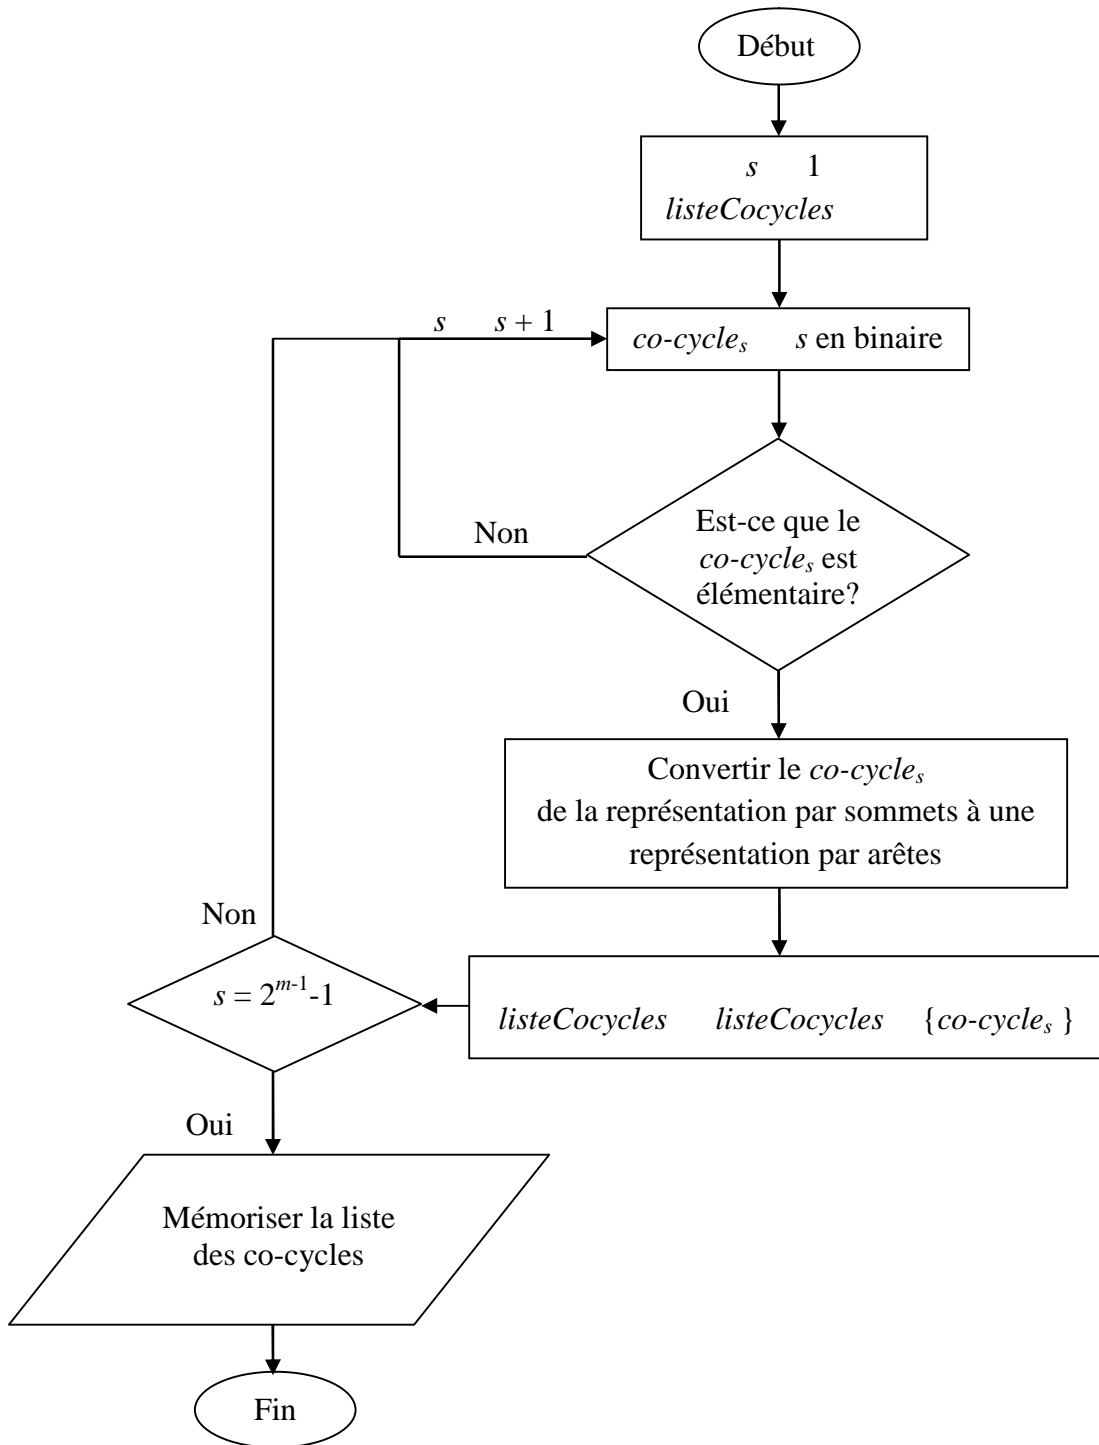 Début
s 1
listeCocycles
s s + 1
co-cycleₛ s en binaire
Non
Est-ce que le
co-cycleₛ est
élémentaire?
Oui
Convertir le co-cycleₛ
de la représentation par sommets à une
représentation par arêtes
Non
s = 2ᵐ⁻¹-1
listeCocycles listeCocycles {co-cycleₛ }
Oui
Mémoriser la liste
des co-cycles
Fin